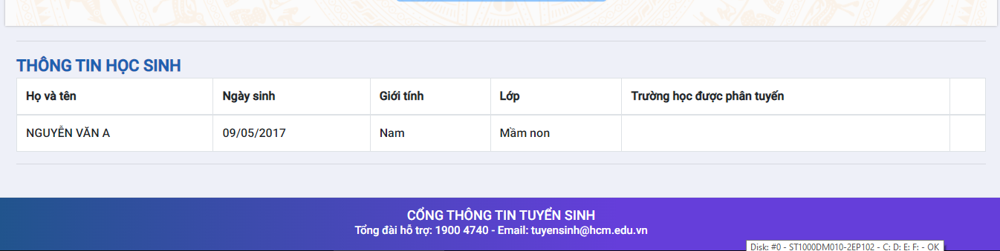 THÔNG TIN HỌC SINH
Họ và tên Ngày sinh Giới tính Lớp Trường học được phân tuyến
NGUYỄN VĂN A 09/05/2017 Nam Mầm non
CỔNG THÔNG TIN TUYỂN SINH
Tổng đài hỗ trợ: 1900 4740 - Email: tuyensinh@hcm.edu.vn
Disk: #0 - ST1000DM010-2EP102 - C: D: E: F: - OK